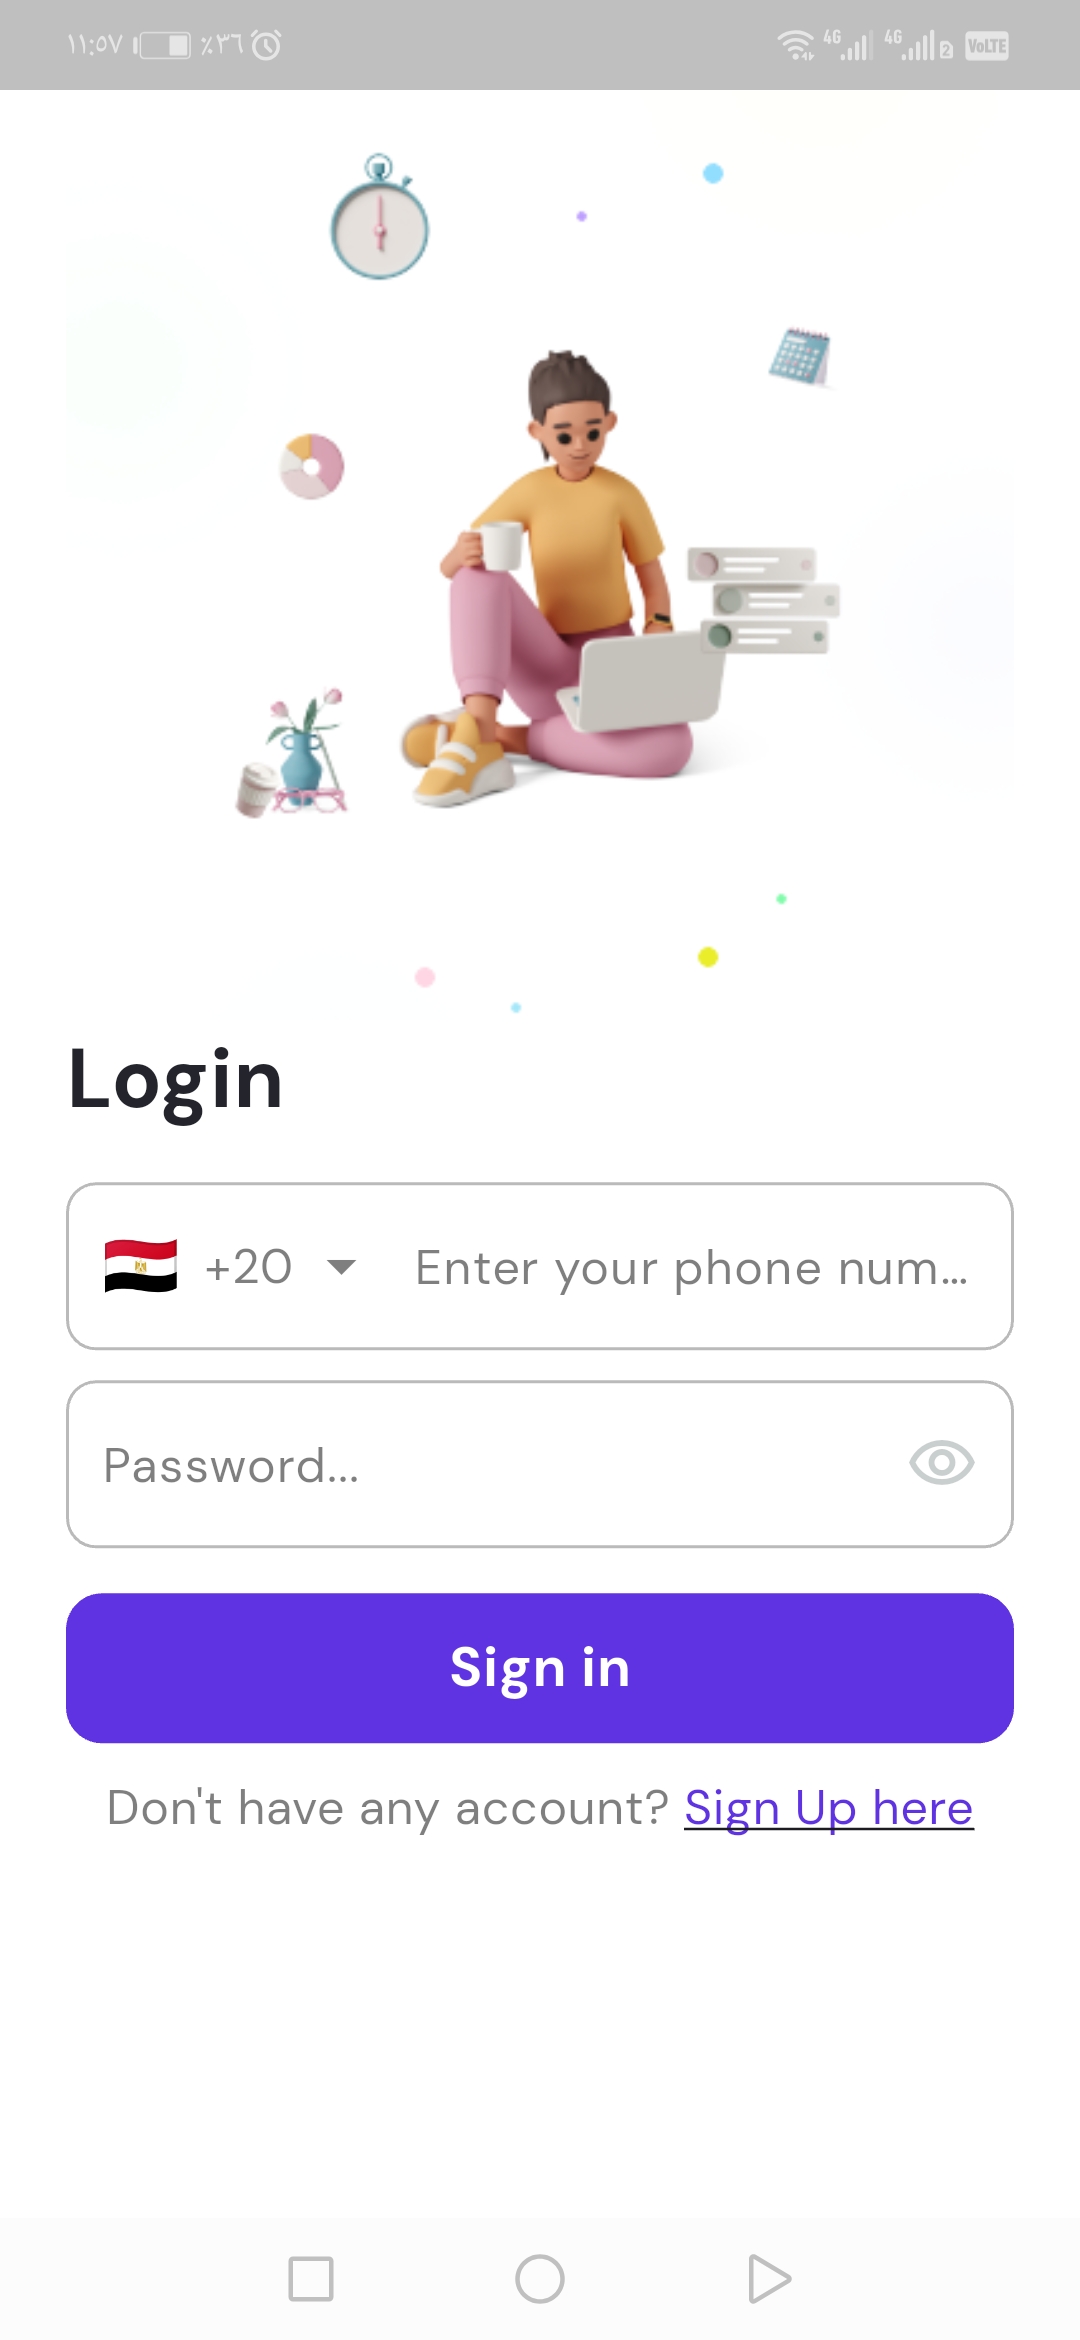 ١١:٥٧ ٪٣٦ 4G 4G 2 VoLTE
Login
+20 Enter your phone num...
Password...
Sign in
Don't have any account? Sign Up here